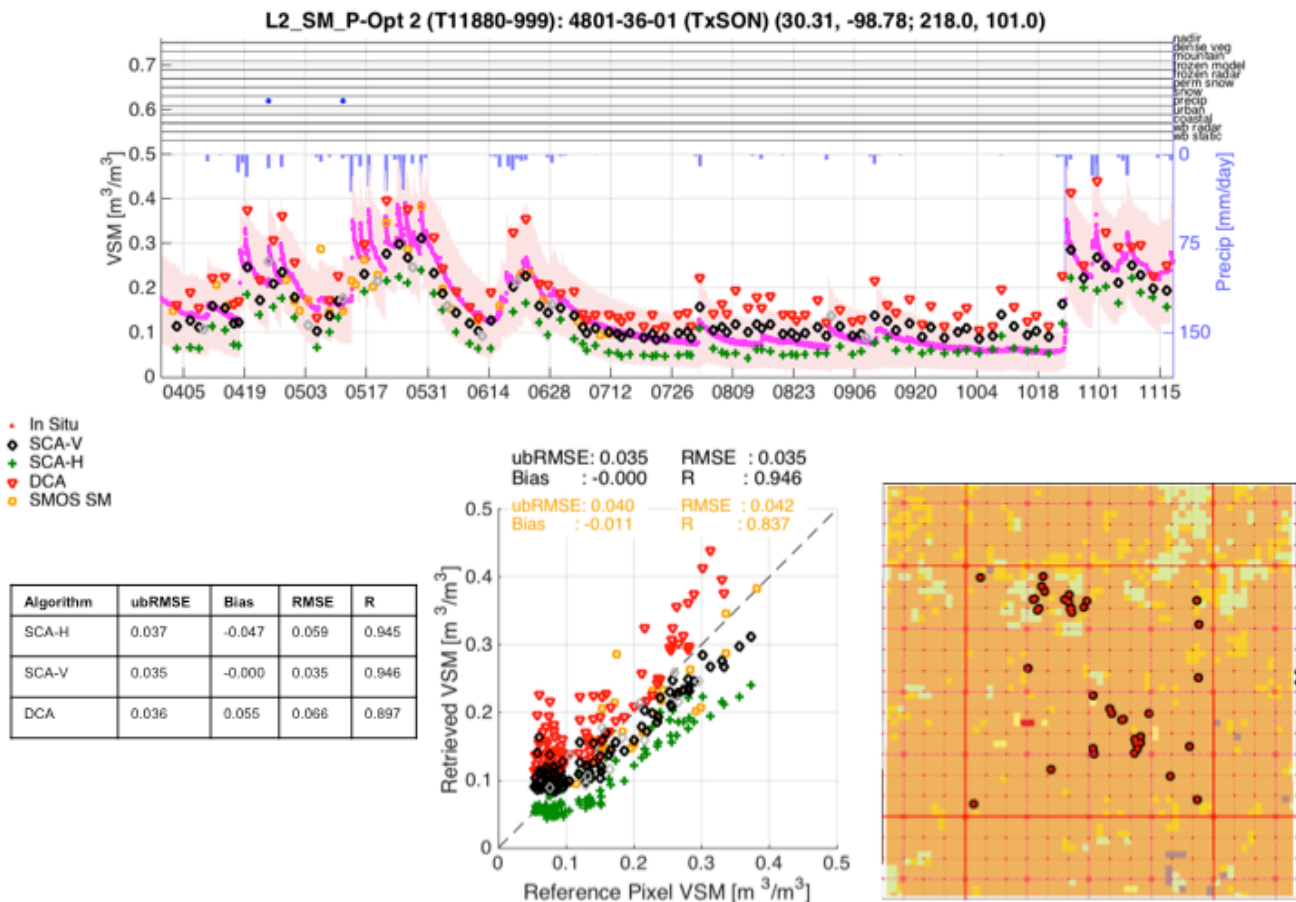 L2_SM_P-Opt 2 (T11880-999): 4801-36-01 (TxSON) (30.31, -98.78; 218.0, 101.0)
nadir
dense veg
mountain
frozen model
frozen radar
perm snow
snow
precip
urban
coastal
wb radar
wb static
0.7
0.6
0.5
0.4
0.3
0.2
0.1
0
VSM [m³/m³]
0
75
150
Precip [mm/day]
0405 0419 0503 0517 0531 0614 0628 0712 0726 0809 0823 0906 0920 1004 1018 1101 1115
In Situ
SCA-V
SCA-H
DCA
SMOS SM
Algorithm ubRMSE Bias RMSE R
SCA-H 0.037 -0.047 0.059 0.945
SCA-V 0.035 -0.000 0.035 0.946
DCA 0.036 0.055 0.066 0.897
ubRMSE: 0.035 RMSE : 0.035
Bias : -0.000 R : 0.946
ubRMSE: 0.040 RMSE : 0.042
Bias : -0.011 R : 0.837
0.5
0.4
0.3
0.2
0.1
0
Retrieved VSM [m³/m³]
0 0.1 0.2 0.3 0.4 0.5
Reference Pixel VSM [m³/m³]